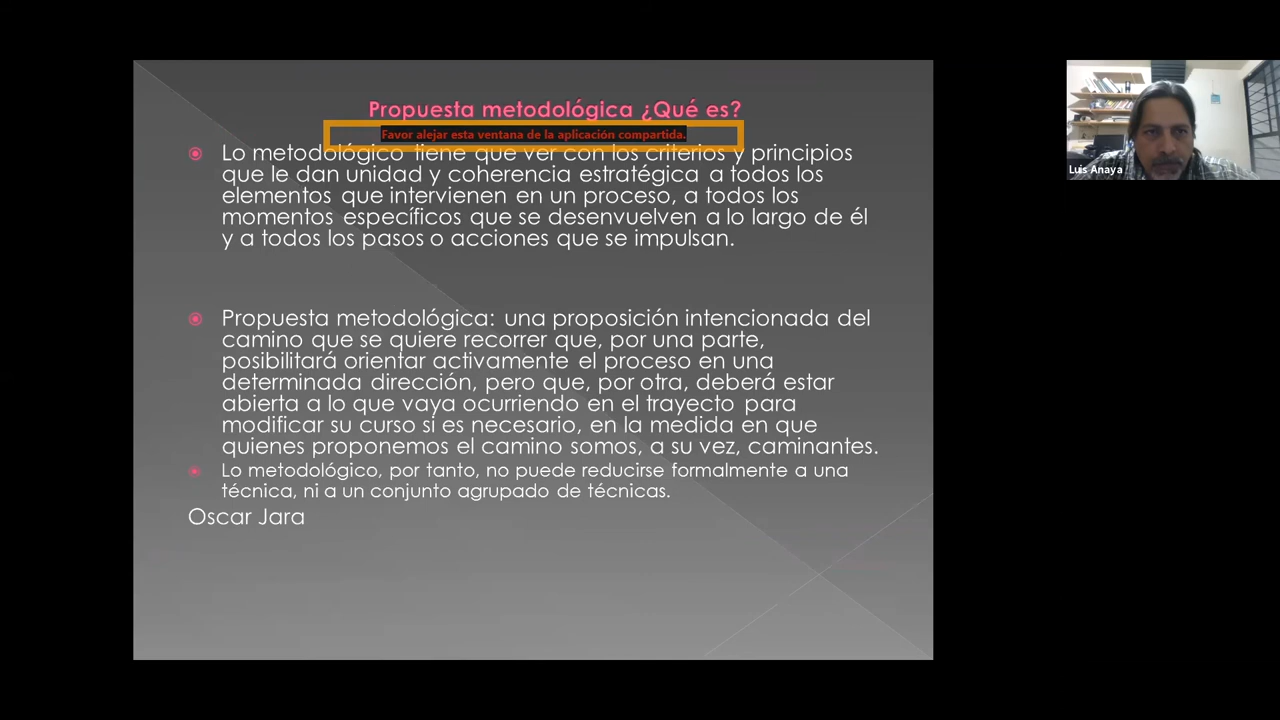 Propuesta metodológica ¿Qué es?
Favor alejar esta ventana de la aplicación compartida.
Lo metodológico tiene que ver con los criterios y principios
que le dan unidad y coherencia estratégica a todos los
elementos que intervienen en un proceso, a todos los
momentos específicos que se desenvuelven a lo largo de él
y a todos los pasos o acciones que se impulsan.
Propuesta metodológica: una proposición intencionada del
camino que se quiere recorrer que, por una parte,
posibilitará orientar activamente el proceso en una
determinada dirección, pero que, por otra, deberá estar
abierta a lo que vaya ocurriendo en el trayecto para
modificar su curso si es necesario, en la medida en que
quienes proponemos el camino somos, a su vez, caminantes.
Lo metodológico, por tanto, no puede reducirse formalmente a una
técnica, ni a un conjunto agrupado de técnicas.
Oscar Jara
Luis Anaya